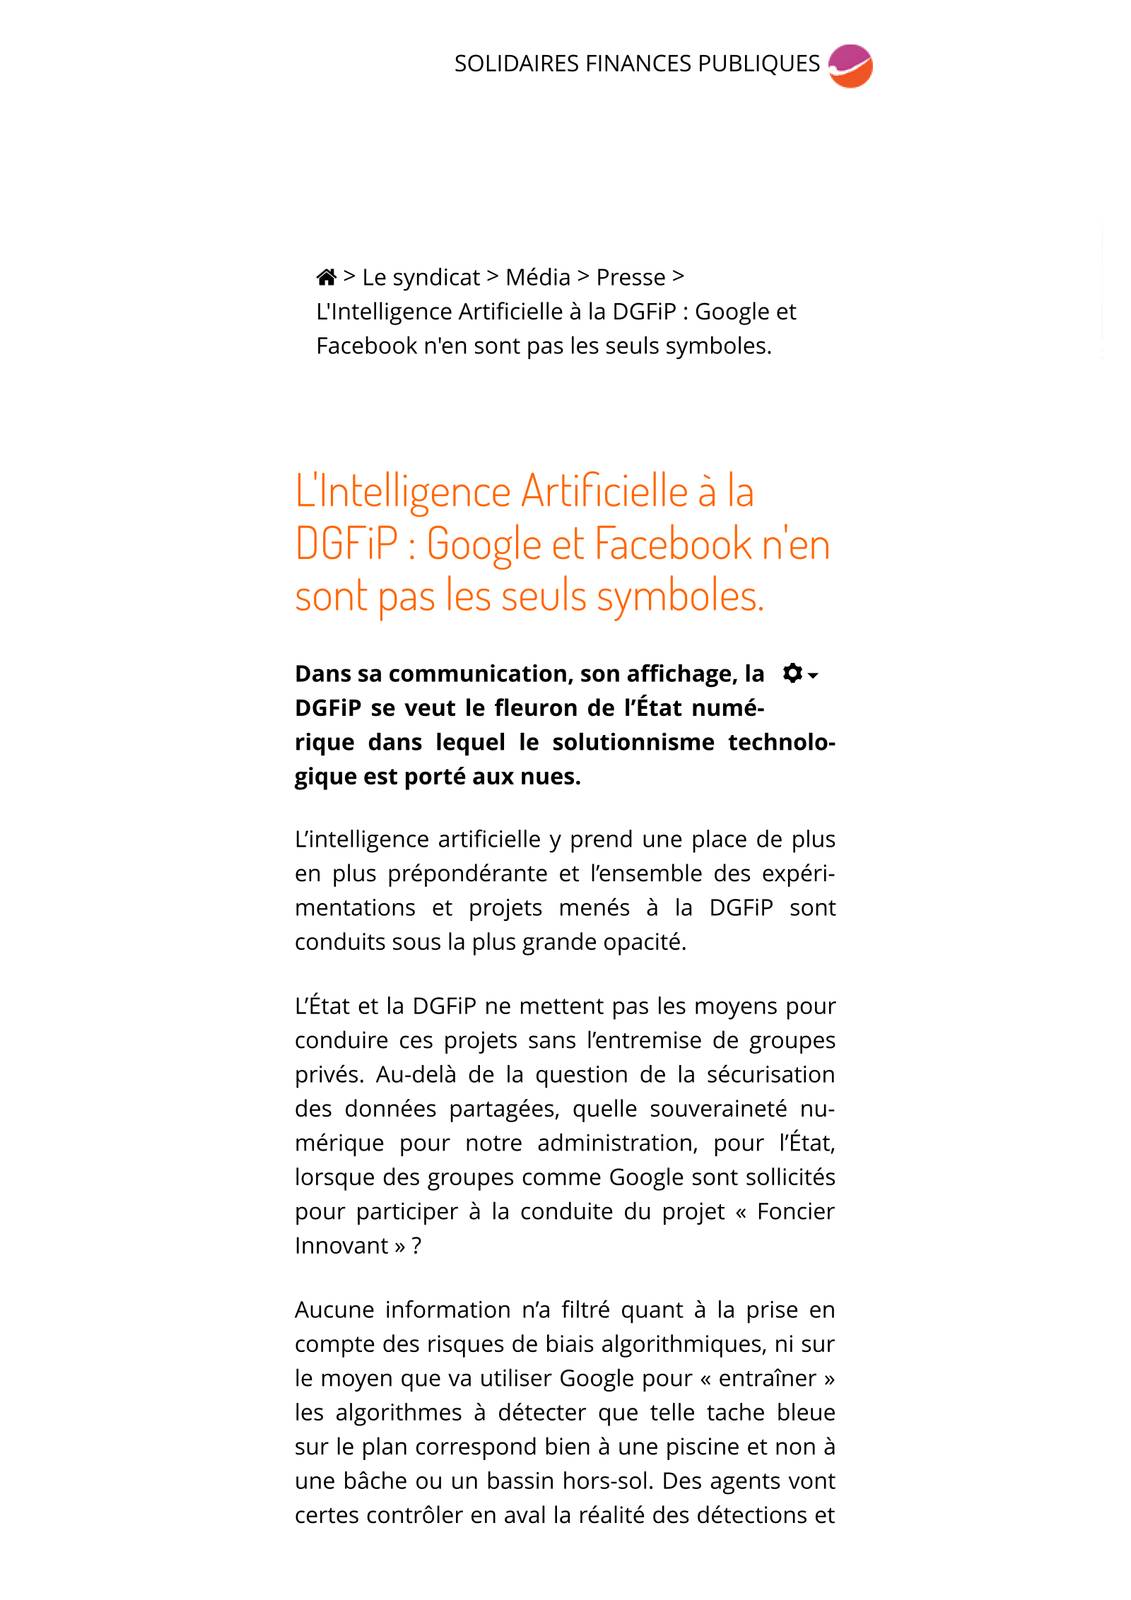 SOLIDAIRES FINANCES PUBLIQUES
> Le syndicat > Média > Presse >
L'Intelligence Artificielle à la DGFiP : Google et
Facebook n'en sont pas les seuls symboles.
L'Intelligence Artificielle à la
DGFiP : Google et Facebook n'en
sont pas les seuls symboles.
Dans sa communication, son affichage, la
DGFiP se veut le fleuron de l’État numé-
rique dans lequel le solutionnisme technolo-
gique est porté aux nues.
L’intelligence artificielle y prend une place de plus
en plus prépondérante et l’ensemble des expéri-
mentations et projets menés à la DGFiP sont
conduits sous la plus grande opacité.
L’État et la DGFiP ne mettent pas les moyens pour
conduire ces projets sans l’entremise de groupes
privés. Au-delà de la question de la sécurisation
des données partagées, quelle souveraineté nu-
mérique pour notre administration, pour l’État,
lorsque des groupes comme Google sont sollicités
pour participer à la conduite du projet « Foncier
Innovant » ?
Aucune information n’a filtré quant à la prise en
compte des risques de biais algorithmiques, ni sur
le moyen que va utiliser Google pour « entraîner »
les algorithmes à détecter que telle tache bleue
sur le plan correspond bien à une piscine et non à
une bâche ou un bassin hors-sol. Des agents vont
certes contrôler en aval la réalité des détections et